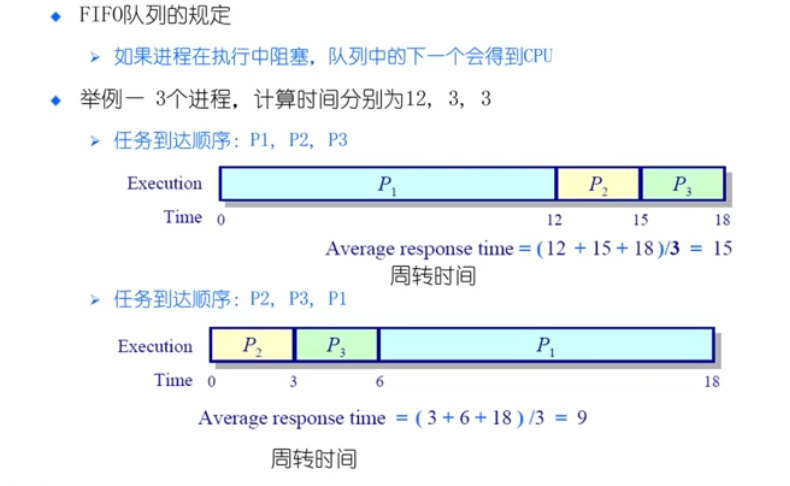 FIFO队列的规定
如果进程在执行中阻塞，队列中的下一个会得到CPU
举例一 3个进程，计算时间分别为12, 3, 3
任务到达顺序: P1, P2, P3
Execution P₁ P₂ P₃
Time 0 12 15 18
Average response time = (12 + 15 + 18)/3 = 15
周转时间
任务到达顺序: P2, P3, P1
Execution P₂ P₃ P₁
Time 0 3 6 18
Average response time = ( 3 + 6 + 18 ) /3 = 9
周转时间